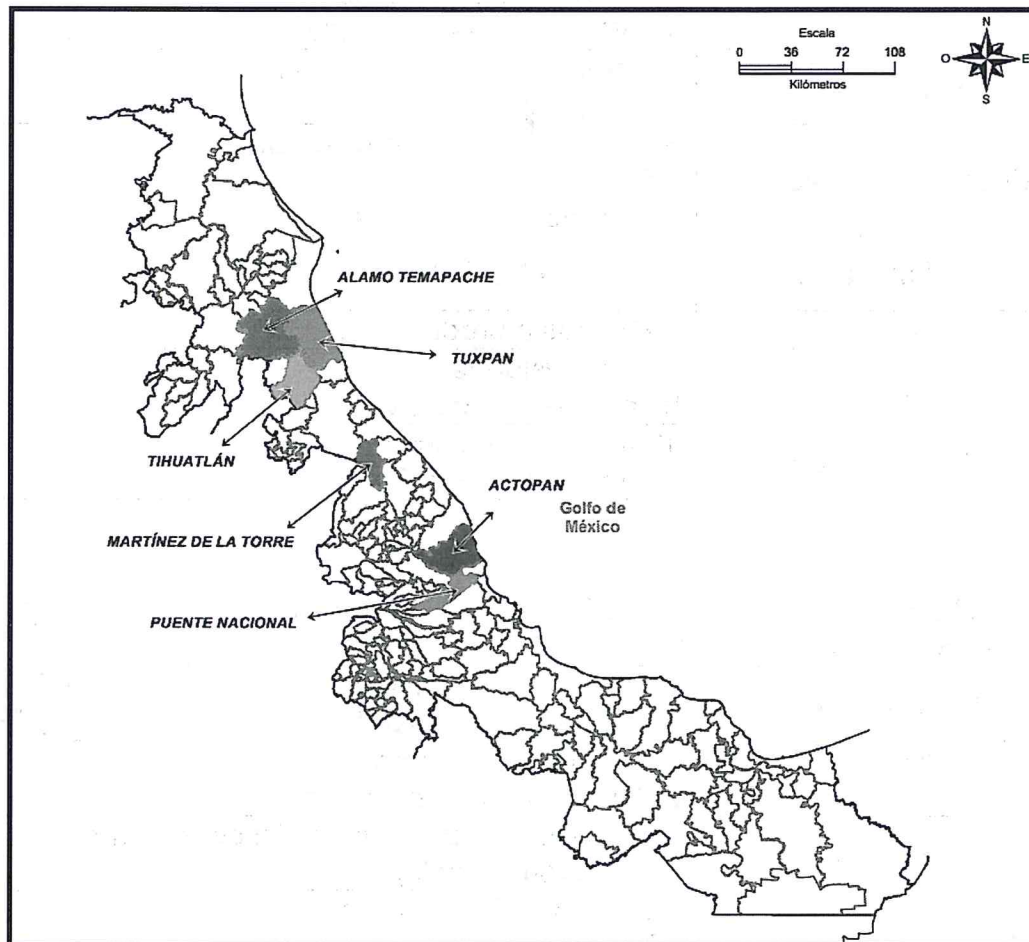 Escala
0 36 72 108
Kilómetros
N
O E
S
ALAMO TEMAPACHE
TUXPAN
TIHUATLÁN
ACTOPAN
Golfo de
México
MARTÍNEZ DE LA TORRE
PUENTE NACIONAL